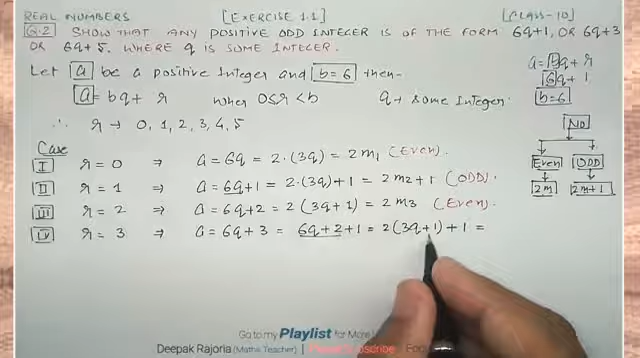 REAL NUMBERS [EXERCISE 1.1] [CLASS-10]
Q.2 SHOW THAT ANY POSITIVE ODD INTEGER IS OF THE FORM 6q+1, OR 6q+3
OR 6q+5. WHERE q IS SOME INTEGER.
Let a be a positive Integer and b=6 then-
a = bq + r when 0≤r<b q→ some Integer.
∴ r → 0, 1, 2, 3, 4, 5
a = bq + r
6q + 1
b=6
NO
Even ODD
2m 2m+1
Case
I r = 0 ⇒ a = 6q = 2·(3q) = 2m1 (Even).
II r = 1 ⇒ a = 6q+1 = 2·(3q)+1 = 2m2+1 (ODD).
III r = 2 ⇒ a = 6q+2 = 2(3q+1) = 2m3 (Even).
IV r = 3 ⇒ a = 6q+3 = 6q+2+1 = 2(3q+1)+1 =
Go to my Playlist for More
Deepak Rajoria (Maths Teacher) | Please Subscribe